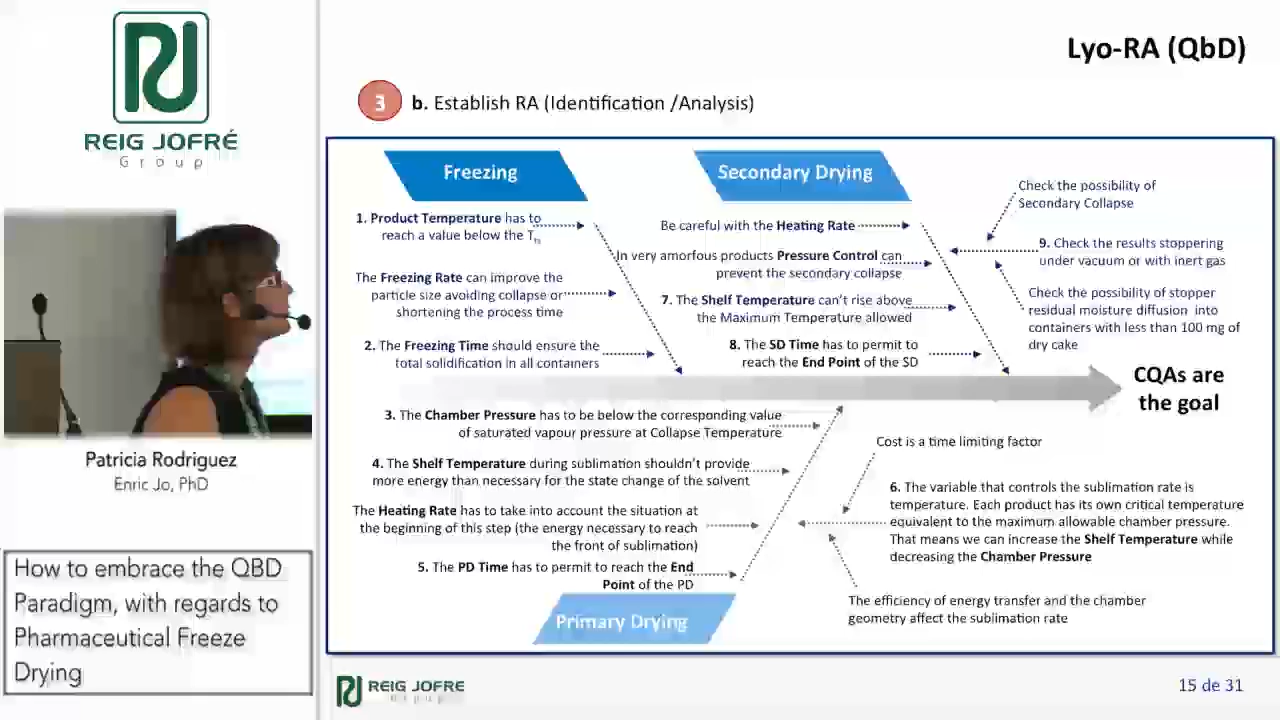 REIG JOFRÉ
Group
Patricia Rodriguez
Enric Jo, PhD
How to embrace the QBD
Paradigm, with regards to
Pharmaceutical Freeze
Drying
Lyo-RA (QbD)
3
b. Establish RA (Identification /Analysis)
Freezing
1. Product Temperature has to
reach a value below the Tn
The Freezing Rate can improve the
particle size avoiding collapse or
shortening the process time
2. The Freezing Time should ensure the
total solidification in all containers
Secondary Drying
Be careful with the Heating Rate
In very amorfous products Pressure Control can
prevent the secondary collapse
7. The Shelf Temperature can't rise above
the Maximum Temperature allowed
8. The SD Time has to permit to
reach the End Point of the SD
Check the possibility of
Secondary Collapse
9. Check the results stoppering
under vacuum or with inert gas
Check the possibility of stopper
residual moisture diffusion into
containers with less than 100 mg of
dry cake
CQAs are
the goal
3. The Chamber Pressure has to be below the corresponding value
of saturated vapour pressure at Collapse Temperature
4. The Shelf Temperature during sublimation shouldn't provide
more energy than necessary for the state change of the solvent
The Heating Rate has to take into account the situation at
the beginning of this step (the energy necessary to reach
the front of sublimation)
5. The PD Time has to permit to reach the End
Point of the PD
Primary Drying
Cost is a time limiting factor
6. The variable that controls the sublimation rate is
temperature. Each product has its own critical temperature
equivalent to the maximum allowable chamber pressure.
That means we can increase the Shelf Temperature while
decreasing the Chamber Pressure
The efficiency of energy transfer and the chamber
geometry affect the sublimation rate
REIG JOFRE
Group
15 de 31